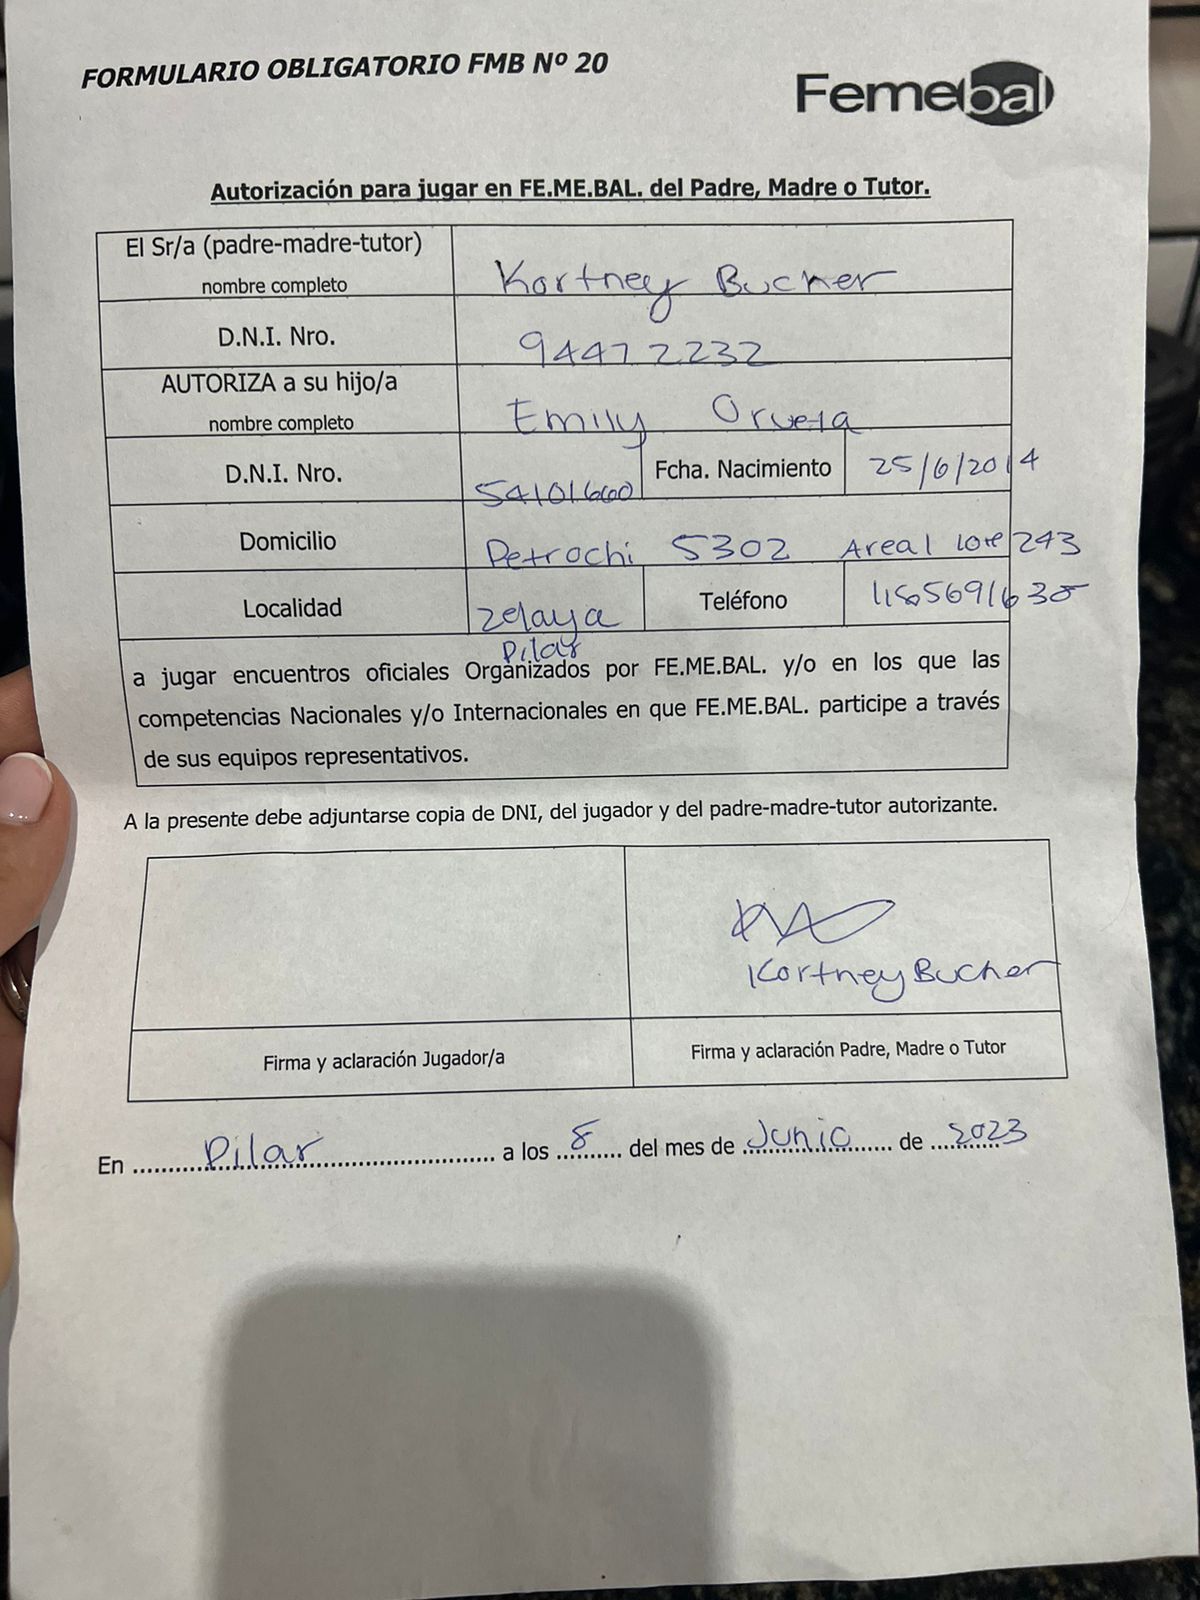 FORMULARIO OBLIGATORIO FMB Nº 20
Femebal
Autorización para jugar en FE.ME.BAL. del Padre, Madre o Tutor.
El Sr/a (padre-madre-tutor)
nombre completo
Kortney Bucher
D.N.I. Nro.
94472232
AUTORIZA a su hijo/a
nombre completo
Emily
D.N.I. Nro.
54101660
Fcha. Nacimiento
25/6/2014
Domicilio
Petrochi 5302 Areal lote 243
Localidad
Zelaya
Pilar
Teléfono
a jugar encuentros oficiales Organizados por FE.ME.BAL. y/o en los que las
competencias Nacionales y/o Internacionales en que FE.ME.BAL. participe a través
de sus equipos representativos.
A la presente debe adjuntarse copia de DNI, del jugador y del padre-madre-tutor autorizante.
Kortney Bucher
Firma y aclaración Jugador/a
Firma y aclaración Padre, Madre o Tutor
En Pilar a los 8 del mes de Junio de 2023